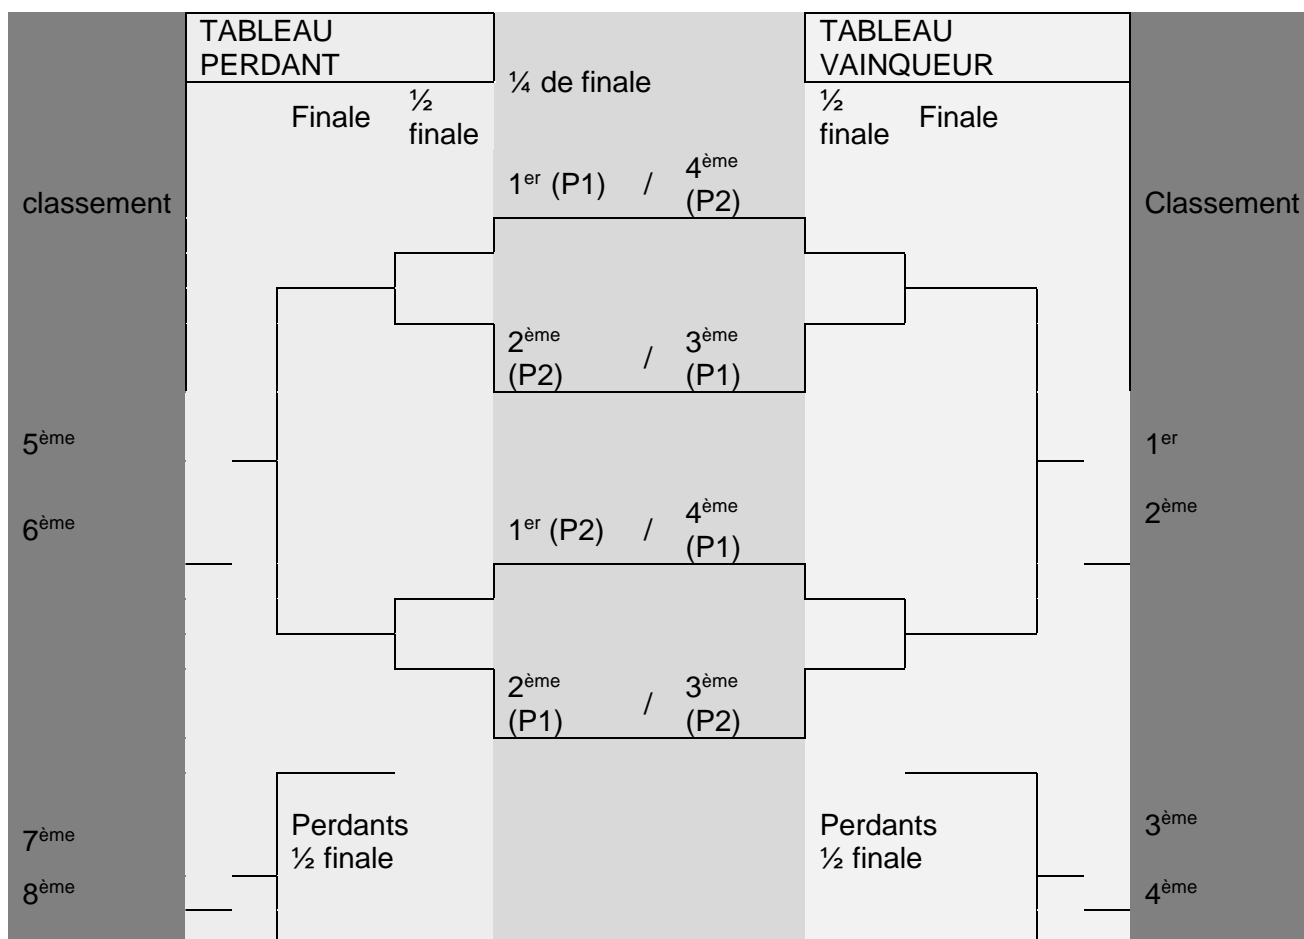 TABLEAU
PERDANT
¼ de finale
TABLEAU
VAINQUEUR
Finale
½
finale
½
finale
Finale
classement
1er (P1) / 4ème
(P2)
Classement
2ème
(P2) / 3ème
(P1)
5ème
1er
6ème
1er (P2) / 4ème
(P1)
2ème
2ème
(P1) / 3ème
(P2)
7ème
Perdants
½ finale
Perdants
½ finale
3ème
8ème
4ème